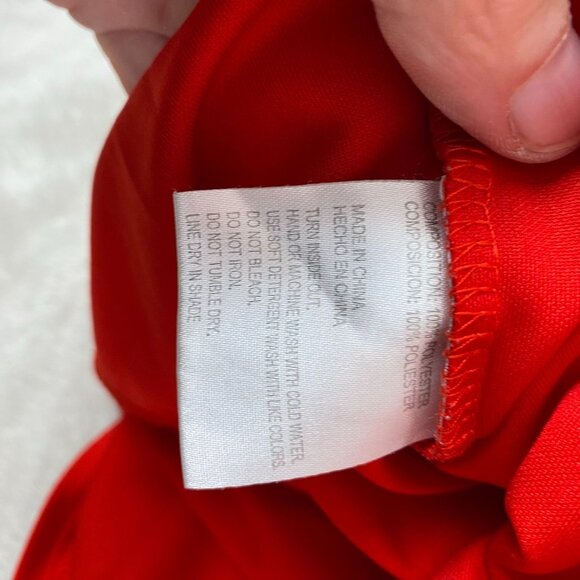 COMPOSITION: 100% POLYESTER
COMPOSICION: 100% POLIESTER
MADE IN CHINA
HECHO EN CHINA
TURN INSIDE OUT.
HAND OR MACHINE WASH WITH COLD WATER.
USE SOFT DETERGENT WASH WITH LIKE COLORS.
DO NOT BLEACH.
DO NOT IRON.
DO NOT TUMBLE DRY.
LINE DRY IN SHADE